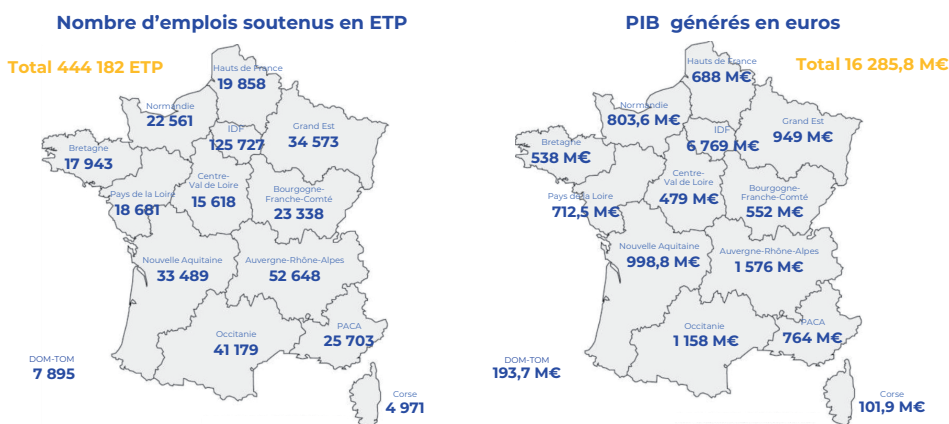 Nombre d’emplois soutenus en ETP
Total 444 182 ETP
Hauts de France
19 858
Normandie
22 561
IDF
125 727
Grand Est
34 573
Bretagne
17 943
Pays de la Loire
18 681
Centre-
Val de Loire
15 618
Bourgogne-
Franche-Comté
23 338
Nouvelle Aquitaine
33 489
Auvergne-Rhône-Alpes
52 648
Occitanie
41 179
PACA
25 703
DOM-TOM
7 895
Corse
4 971
PIB générés en euros
Total 16 285,8 M€
Hauts de France
688 M€
Normandie
803,6 M€
IDF
6 769 M€
Grand Est
949 M€
Bretagne
538 M€
Pays de la Loire
712,5 M€
Centre-
Val de Loire
479 M€
Bourgogne-
Franche-Comté
552 M€
Nouvelle Aquitaine
998,8 M€
Auvergne-Rhône-Alpes
1 576 M€
Occitanie
1 158 M€
PACA
764 M€
DOM-TOM
193,7 M€
Corse
101,9 M€